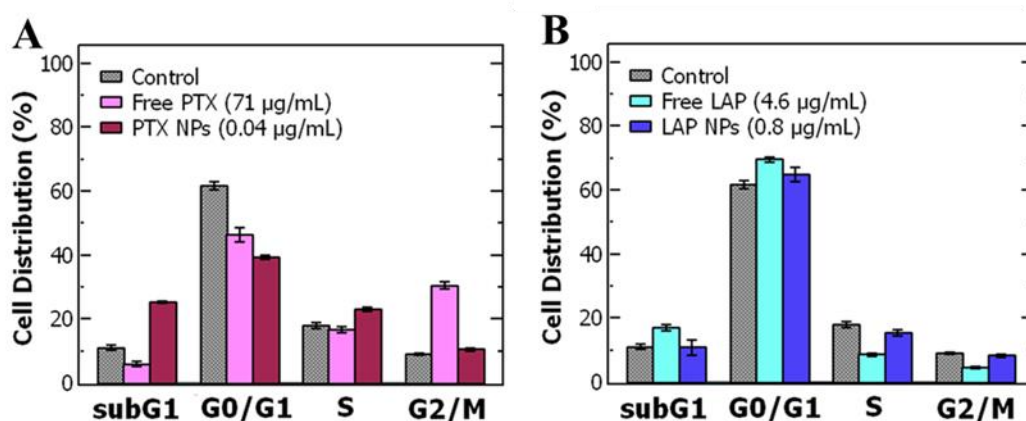 A
Cell Distribution (%)
100
80
60
40
20
0
Control
Free PTX (71 µg/mL)
PTX NPs (0.04 µg/mL)
subG1 G0/G1 S G2/M
B
Cell Distribution (%)
100
80
60
40
20
0
Control
Free LAP (4.6 µg/mL)
LAP NPs (0.8 µg/mL)
subG1 G0/G1 S G2/M